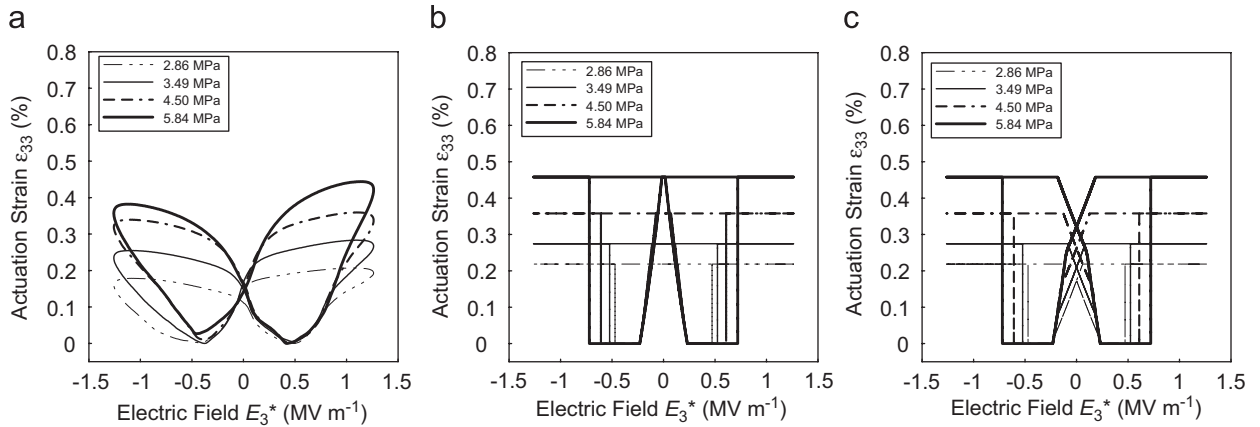 a
0.8
0.7
0.6
0.5
0.4
0.3
0.2
0.1
0
Actuation Strain ε33 (%)
2.86 MPa
3.49 MPa
4.50 MPa
5.84 MPa
-1.5 -1 -0.5 0 0.5 1 1.5
Electric Field E3* (MV m-1)
b
0.8
0.7
0.6
0.5
0.4
0.3
0.2
0.1
0
Actuation Strain ε33 (%)
2.86 MPa
3.49 MPa
4.50 MPa
5.84 MPa
-1.5 -1 -0.5 0 0.5 1 1.5
Electric Field E3* (MV m-1)
c
0.8
0.7
0.6
0.5
0.4
0.3
0.2
0.1
0
Actuation Strain ε33 (%)
2.86 MPa
3.49 MPa
4.50 MPa
5.84 MPa
-1.5 -1 -0.5 0 0.5 1 1.5
Electric Field E3* (MV m-1)